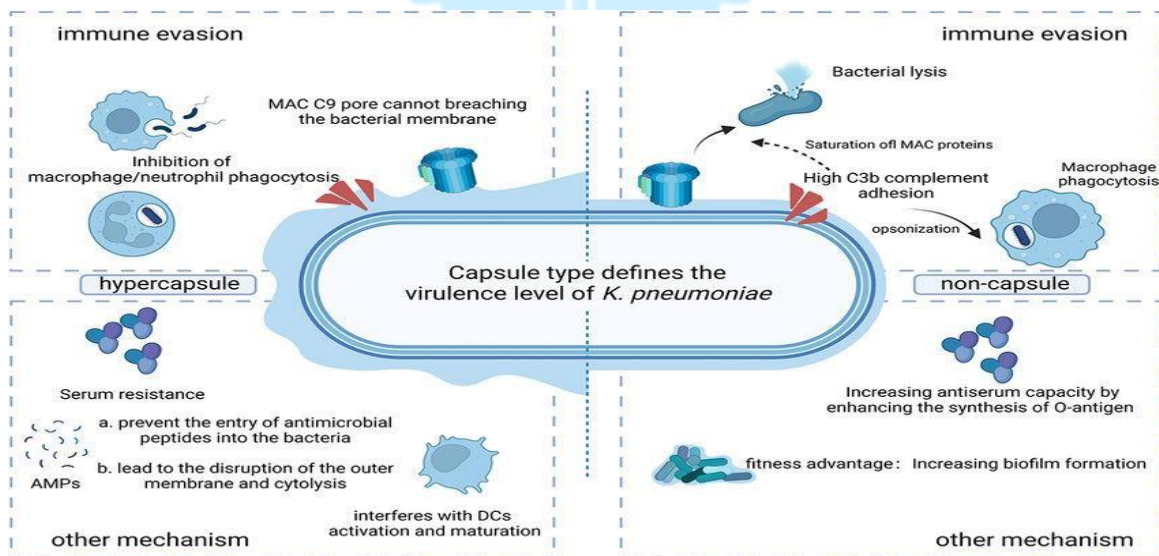 immune evasion
MAC C9 pore cannot breaching
the bacterial membrane
Inhibition of
macrophage/neutrophil phagocytosis
hypercapsule
Serum resistance
a. prevent the entry of antimicrobial
peptides into the bacteria
b. lead to the disruption of the outer
membrane and cytolysis
AMPs
interferes with DCs
activation and maturation
other mechanism
Capsule type defines the
virulence level of K. pneumoniae
immune evasion
Bacterial lysis
Saturation ofl MAC proteins
High C3b complement
adhesion
Macrophage
phagocytosis
opsonization
non-capsule
Increasing antiserum capacity by
enhancing the synthesis of O-antigen
fitness advantage: Increasing biofilm formation
other mechanism